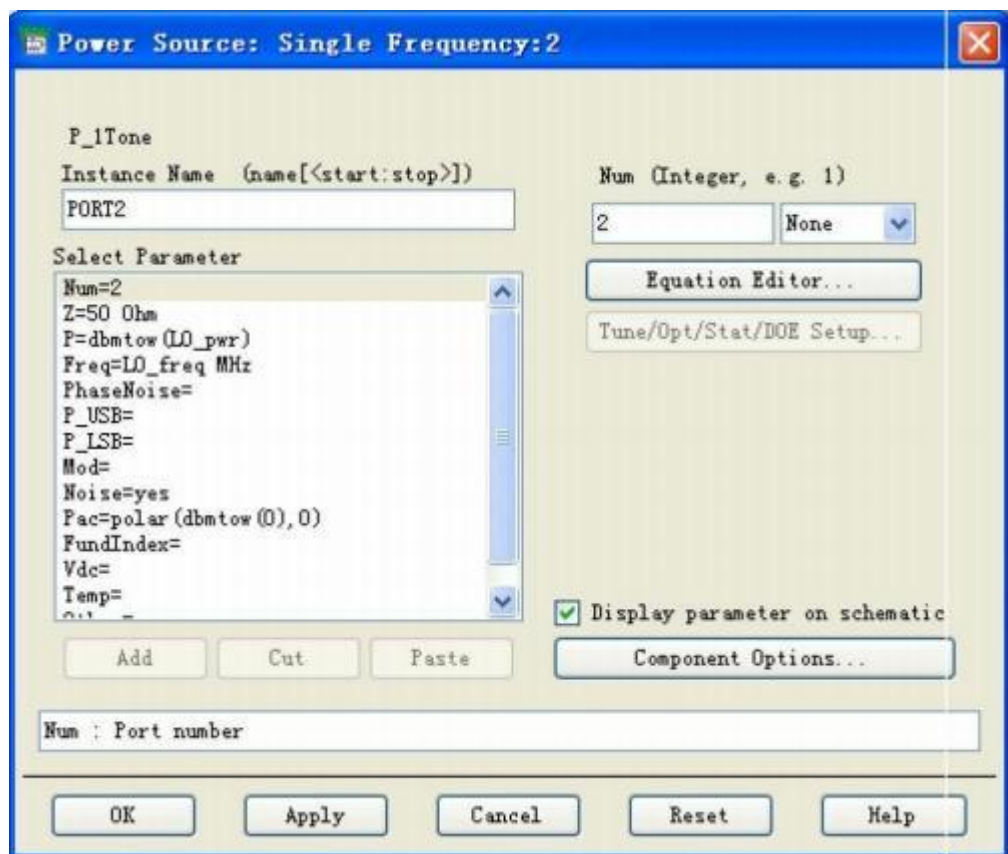 Power Source: Single Frequency:2
P_1Tone
Instance Name (name[<start:stop>])
PORT2
Select Parameter
Num=2
Z=50 Ohm
P=dbmtow(LO_pwr)
Freq=LO_freq MHz
PhaseNoise=
P_USB=
P_LSB=
Mod=
Noise=yes
Pac=polar(dbmtow(0),0)
FundIndex=
Vdc=
Temp=
Add
Cut
Paste
Num (Integer, e.g. 1)
2
None
Equation Editor...
Tune/Opt/Stat/DOE Setup...
Display parameter on schematic
Component Options...
Num : Port number
OK
Apply
Cancel
Reset
Help